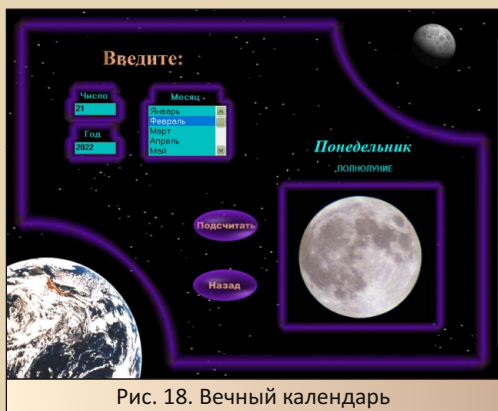 Введите:
Число
21
Год
2022
Месяц -
Январь
Февраль
Март
Апрель
Май
Понедельник
ПОЛНОЛУНИЕ
Подсчитать
Назад
Рис. 18. Вечный календарь